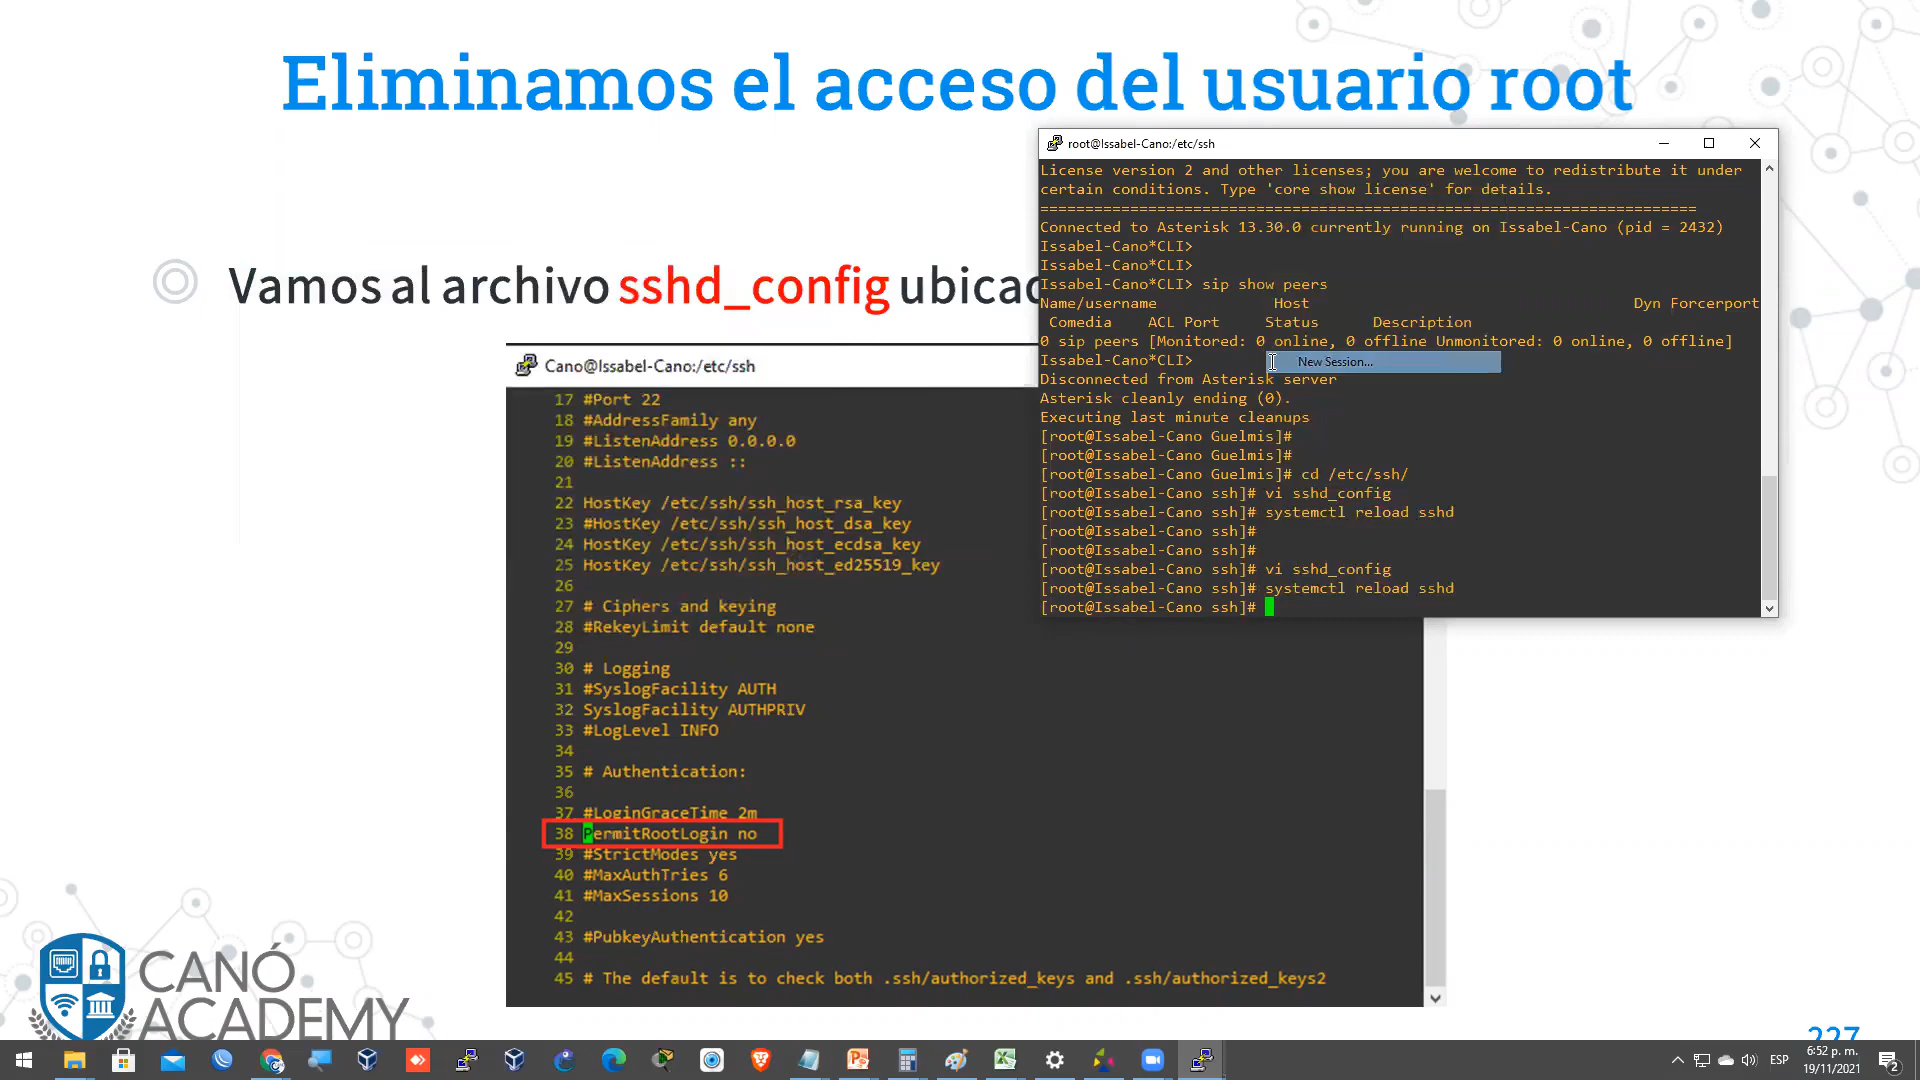 Eliminamos el acceso del usuario root
Vamos al archivo sshd_config ubicad
Cano@Issabel-Cano:/etc/ssh
17 #Port 22
18 #AddressFamily any
19 #ListenAddress 0.0.0.0
20 #ListenAddress ::
21
22 HostKey /etc/ssh/ssh_host_rsa_key
23 #HostKey /etc/ssh/ssh_host_dsa_key
24 HostKey /etc/ssh/ssh_host_ecdsa_key
25 HostKey /etc/ssh/ssh_host_ed25519_key
26
27 # Ciphers and keying
28 #RekeyLimit default none
29
30 # Logging
31 #SyslogFacility AUTH
32 SyslogFacility AUTHPRIV
33 #LogLevel INFO
34
35 # Authentication:
36
37 #LoginGraceTime 2m
38 PermitRootLogin no
39 #StrictModes yes
40 #MaxAuthTries 6
41 #MaxSessions 10
42
43 #PubkeyAuthentication yes
44
45 # The default is to check both .ssh/authorized_keys and .ssh/authorized_keys2
root@Issabel-Cano:/etc/ssh
License version 2 and other licenses; you are welcome to redistribute it under
certain conditions. Type 'core show license' for details.
=========================================================================
Connected to Asterisk 13.30.0 currently running on Issabel-Cano (pid = 2432)
Issabel-Cano*CLI>
Issabel-Cano*CLI>
Issabel-Cano*CLI> sip show peers
Name/username Host Dyn Forcerport
Comedia ACL Port Status Description
0 sip peers [Monitored: 0 online, 0 offline Unmonitored: 0 online, 0 offline]
Issabel-Cano*CLI>
New Session...
Disconnected from Asterisk server
Asterisk cleanly ending (0).
Executing last minute cleanups
[root@Issabel-Cano Guelmis]#
[root@Issabel-Cano Guelmis]#
[root@Issabel-Cano Guelmis]# cd /etc/ssh/
[root@Issabel-Cano ssh]# vi sshd_config
[root@Issabel-Cano ssh]# systemctl reload sshd
[root@Issabel-Cano ssh]#
[root@Issabel-Cano ssh]#
[root@Issabel-Cano ssh]# vi sshd_config
[root@Issabel-Cano ssh]# systemctl reload sshd
[root@Issabel-Cano ssh]#
CANÓ
ACADEMY
227
ESP
6:52 p. m.
19/11/2021
2